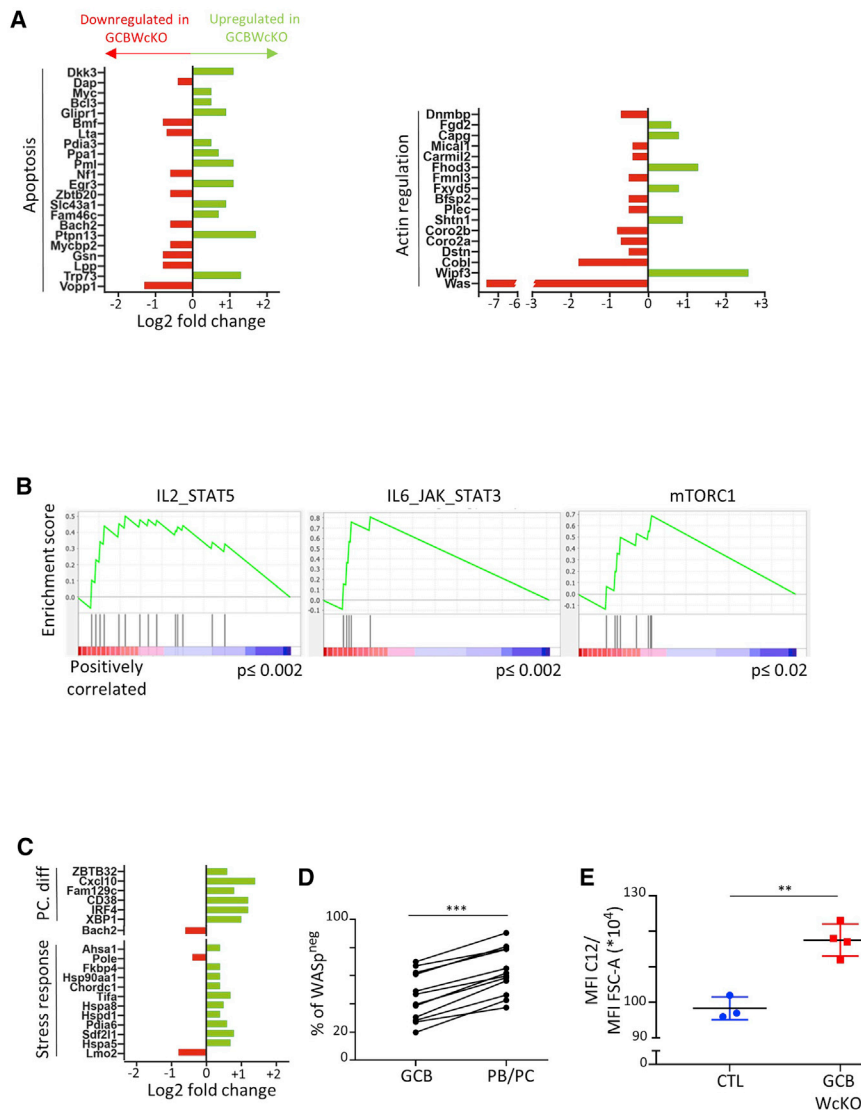 A
Downregulated in
GCBWcKO
Upregulated in
GCBWcKO
Apoptosis
Dkk3
Dap
Myc
Bcl3
Glipr1
Bmf
Lta
Pdia3
Ppa1
Pml
Nf1
Egr3
Zbtb20
Slc43a1
Fam46c
Bach2
Ptpn13
Mycbp2
Gsn
Lpp
Trp73
Vopp1
-2 -1 0 +1 +2
Log2 fold change
Actin regulation
Dnmbp
Fgd2
Capg
Mical1
Carmil2
Fhod3
Fmnl3
Fxyd5
Bfsp2
Plec
Shtn1
Coro2b
Coro2a
Dstn
Cobl
Wipf3
Was
-7 -6 -3 -2 -1 0 +1 +2 +3
B
IL2_STAT5
IL6_JAK_STAT3
mTORC1
Enrichment score
0.5
0.4
0.3
0.2
0.1
0.0
0.8
0.7
0.6
0.5
0.4
0.3
0.2
0.1
0.0
-0.1
0.7
0.6
0.5
0.4
0.3
0.2
0.1
0.0
-0.1
Positively
correlated
p≤ 0.002
p≤ 0.002
p≤ 0.02
C
PC. diff
ZBTB32
Cxcl10
Fam129c
CD38
IRF4
XBP1
Bach2
Stress response
Ahsa1
Pole
Fkbp4
Hsp90aa1
Chordc1
Tifa
Hspa8
Hspd1
Pdia6
Sdf2l1
Hspa5
Lmo2
-2 -1 0 +1 +2
Log2 fold change
D
***
% of WASp^neg
100
20
0
GCB PB/PC
E
**
MFI C12/
MFI FSC-A (*10^4)
130
100
90
0
CTL
GCB
WcKO